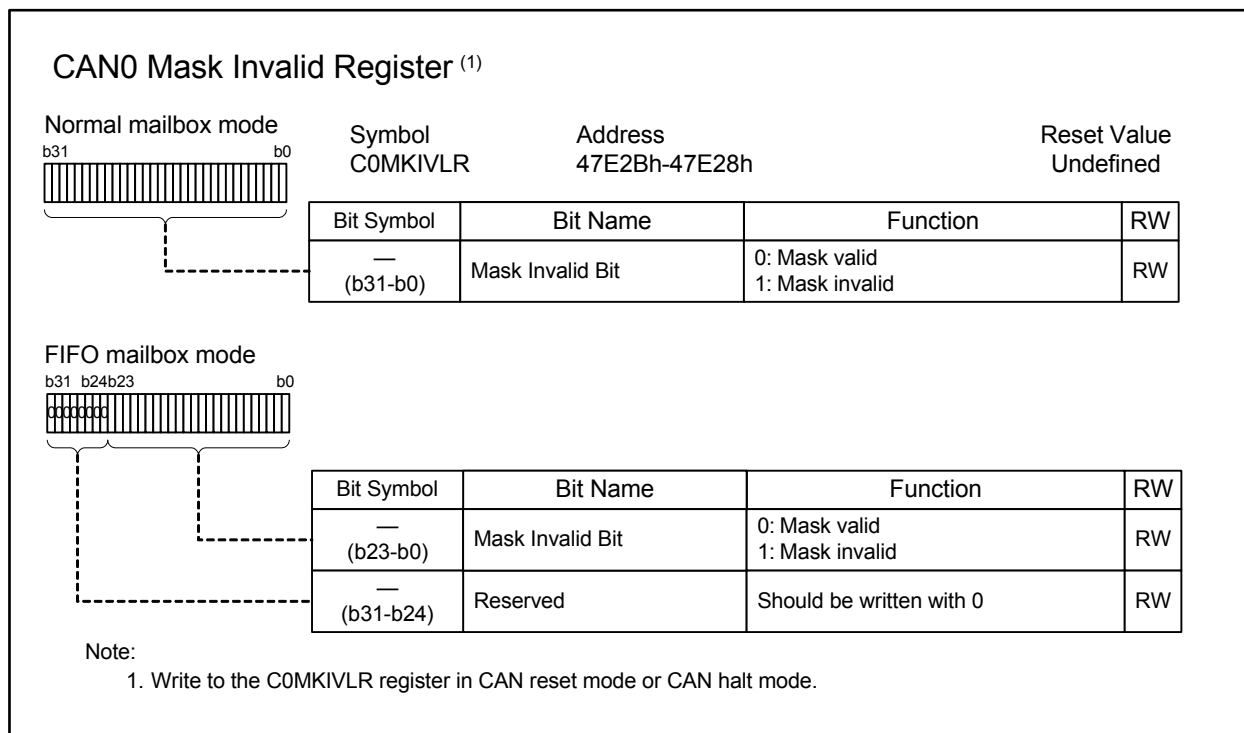 CAN0 Mask Invalid Register (1)
Normal mailbox mode
b31 b0
Symbol Address Reset Value
C0MKIVLR 47E2Bh-47E28h Undefined
Bit Symbol Bit Name Function RW
—
(b31-b0) Mask Invalid Bit 0: Mask valid
1: Mask invalid RW
FIFO mailbox mode
b31 b24b23 b0
00000000
Bit Symbol Bit Name Function RW
—
(b23-b0) Mask Invalid Bit 0: Mask valid
1: Mask invalid RW
—
(b31-b24) Reserved Should be written with 0 RW
Note:
1. Write to the C0MKIVLR register in CAN reset mode or CAN halt mode.